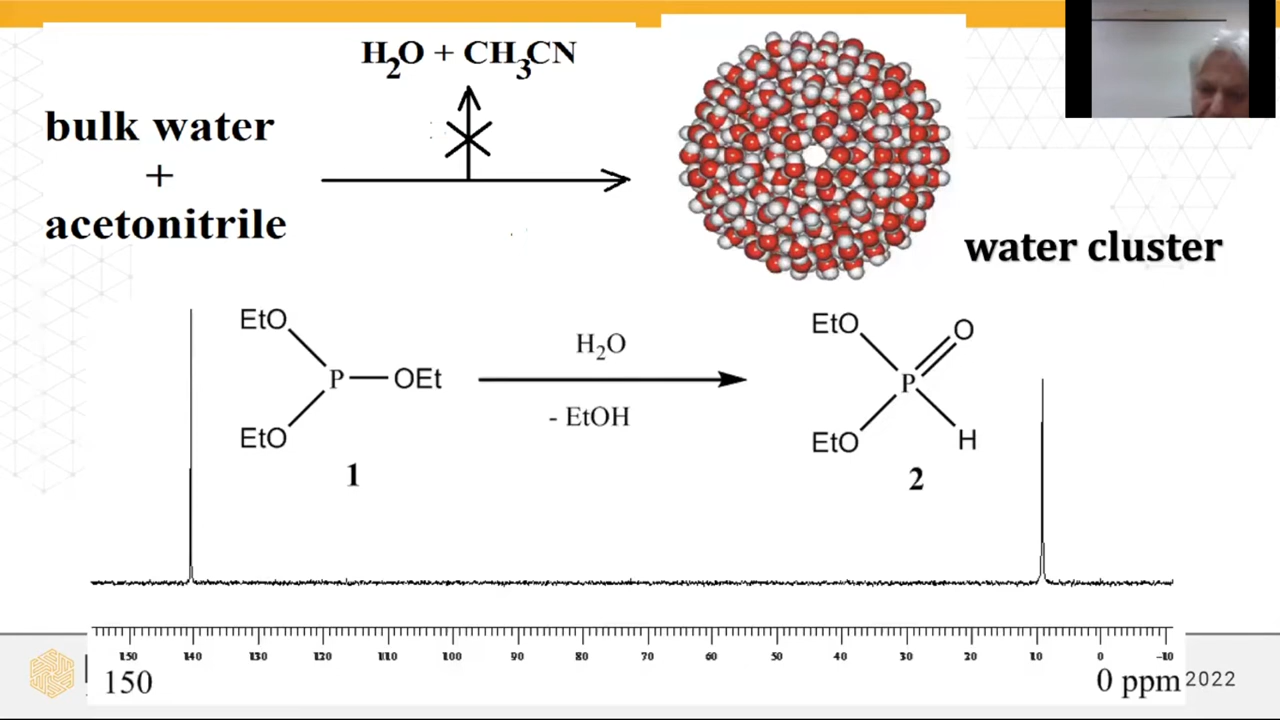 H₂O + CH₃CN
bulk water
+
acetonitrile
water cluster
EtO
P
OEt
EtO
1
H₂O
- EtOH
EtO
O
P
EtO
H
2
150 140 130 120 110 100 90 80 70 60 50 40 30 20 10 0 -10
150
0 ppm
2022